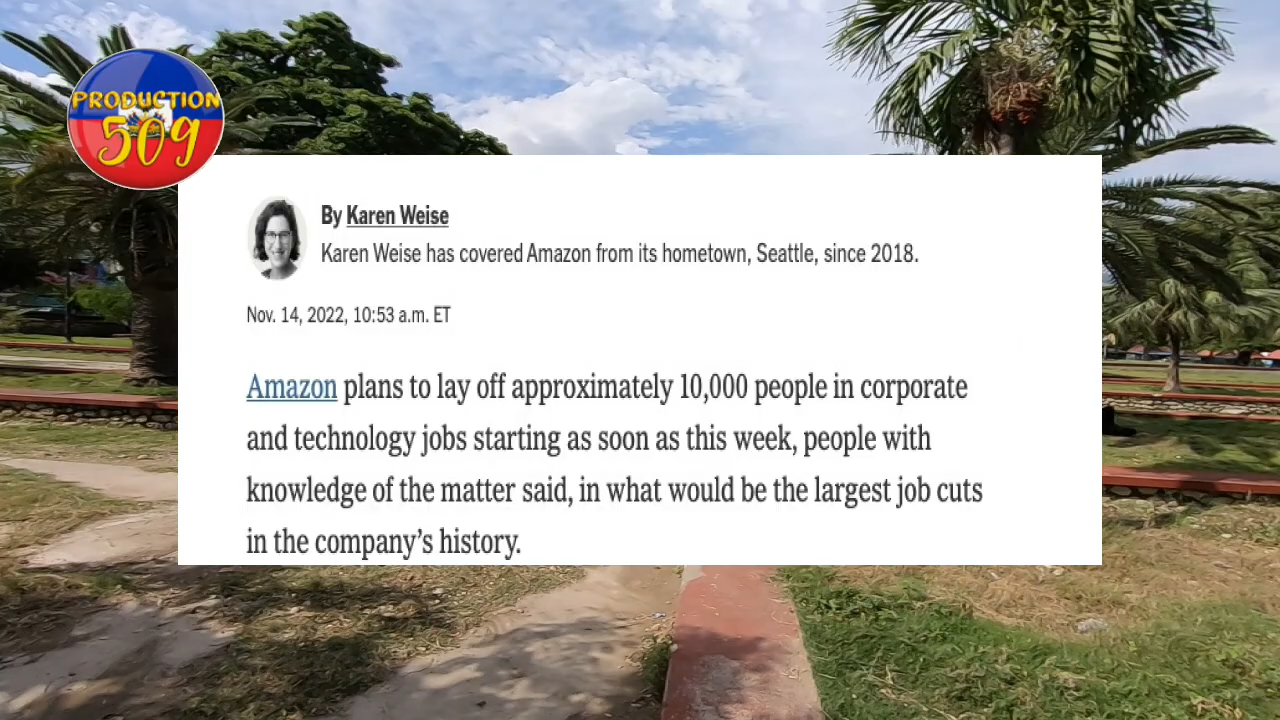 PRODUCTION
509
By Karen Weise
Karen Weise has covered Amazon from its hometown, Seattle, since 2018.
Nov. 14, 2022, 10:53 a.m. ET
Amazon plans to lay off approximately 10,000 people in corporate
and technology jobs starting as soon as this week, people with
knowledge of the matter said, in what would be the largest job cuts
in the company’s history.